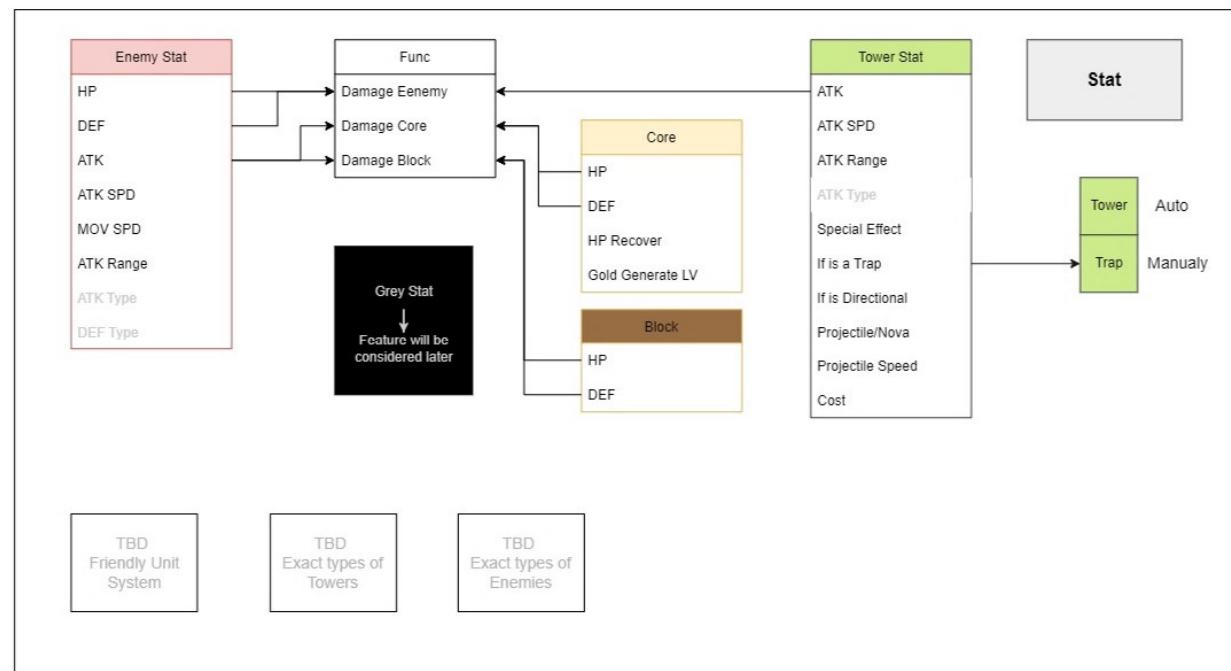 Enemy Stat
HP
DEF
ATK
ATK SPD
MOV SPD
ATK Range
ATK Type
DEF Type
Func
Damage Eenemy
Damage Core
Damage Block
Grey Stat
Feature will be
considered later
Core
HP
DEF
HP Recover
Gold Generate LV
Block
HP
DEF
Tower Stat
ATK
ATK SPD
ATK Range
ATK Type
Special Effect
If is a Trap
If is Directional
Projectile/Nova
Projectile Speed
Cost
Stat
Tower
Auto
Trap
Manualy
TBD
Friendly Unit
System
TBD
Exact types of
Towers
TBD
Exact types of
Enemies